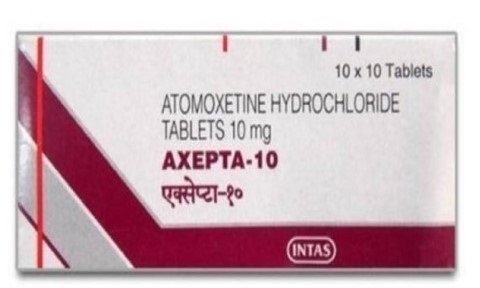 10 x 10 Tablets
ATOMOXETINE HYDROCHLORIDE
TABLETS 10 mg
AXEPTA-10
एक्सेप्टा-१०
INTAS